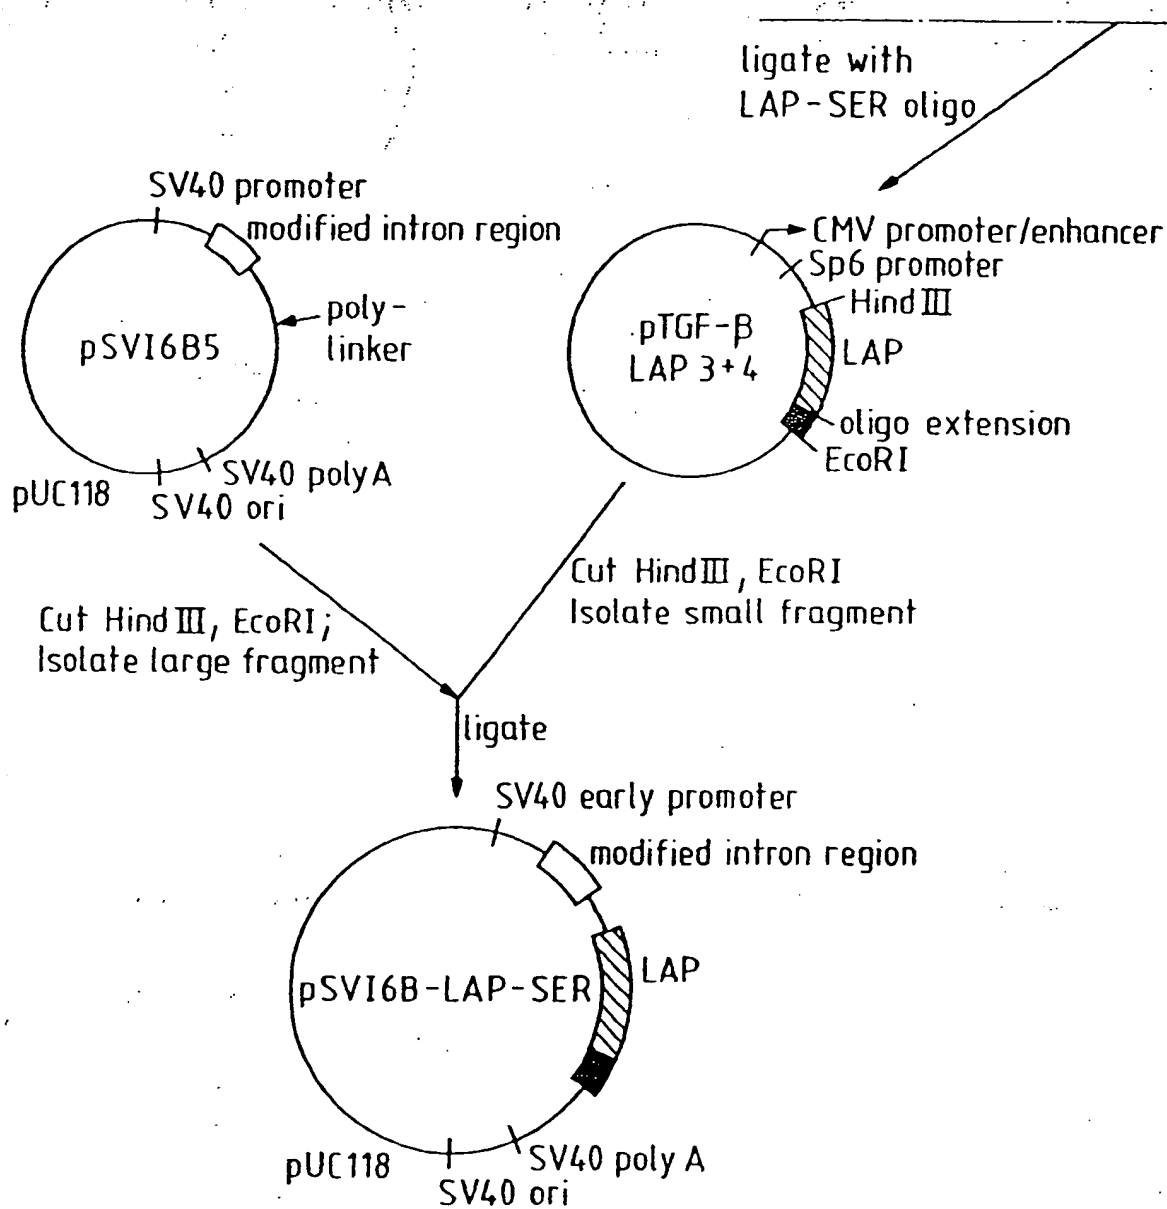 ligate with
LAP-SER oligo
SV40 promoter
modified intron region
poly-
linker
pSVI6B5
SV40 polyA
pUC118
SV40 ori
CMV promoter/enhancer
Sp6 promoter
Hind III
pTGF-β
LAP 3+4
LAP
oligo extension
EcoRI
Cut Hind III, EcoRI;
Isolate large fragment
Cut Hind III, EcoRI
Isolate small fragment
ligate
SV40 early promoter
modified intron region
pSVI6B-LAP-SER
LAP
pUC118
SV40 poly A
SV40 ori